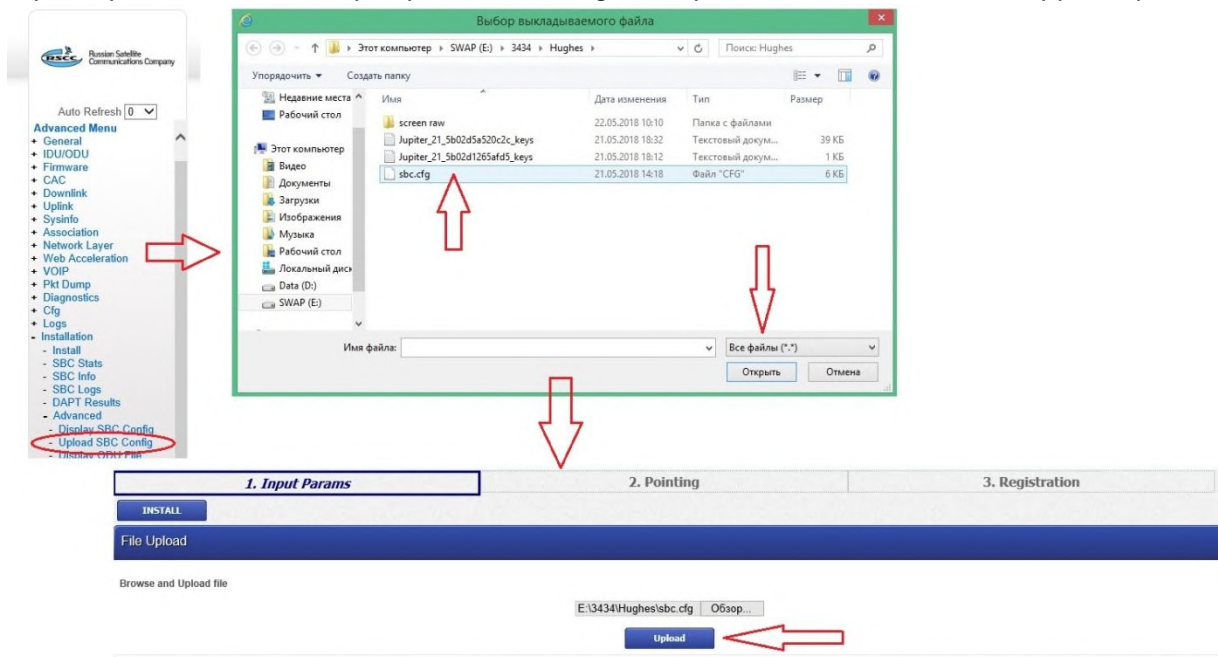 Russian Satellite
Communications Company
RSCC
Auto Refresh 0
Advanced Menu
+ General
+ IDU/ODU
+ Firmware
+ CAC
+ Downlink
+ Uplink
+ Sysinfo
+ Association
+ Network Layer
+ Web Acceleration
+ VOIP
+ Pkt Dump
+ Diagnostics
+ Cfg
+ Logs
- Installation
- Install
- SBC Stats
- SBC Info
- SBC Logs
- DAPT Results
- Advanced
- Display SBC Config
- Upload SBC Config
- Display ODU File
Выбор выкладываемого файла
Этот компьютер SWAP (E:) 3434 Hughes
Поиск: Hughes
Упорядочить Создать папку
Недавние места
Рабочий стол
Этот компьютер
Видео
Документы
Загрузки
Изображения
Музыка
Рабочий стол
Локальный диск
Data (D:)
SWAP (E:)
Имя Дата изменения Тип Размер
screen raw 22.05.2018 10:10 Папка с файлами
Jupiter_21_5b02d5a520c2c_keys 21.05.2018 18:32 Текстовый докум... 39 КБ
Jupiter_21_5b02d1265afd5_keys 21.05.2018 18:12 Текстовый докум... 1 КБ
sbc.cfg 21.05.2018 14:18 Файл "CFG" 6 КБ
Имя файла: Все файлы (*.*)
Открыть Отмена
1. Input Params 2. Pointing 3. Registration
INSTALL
File Upload
Browse and Upload file
E:\3434\Hughes\sbc.cfg Обзор...
Upload